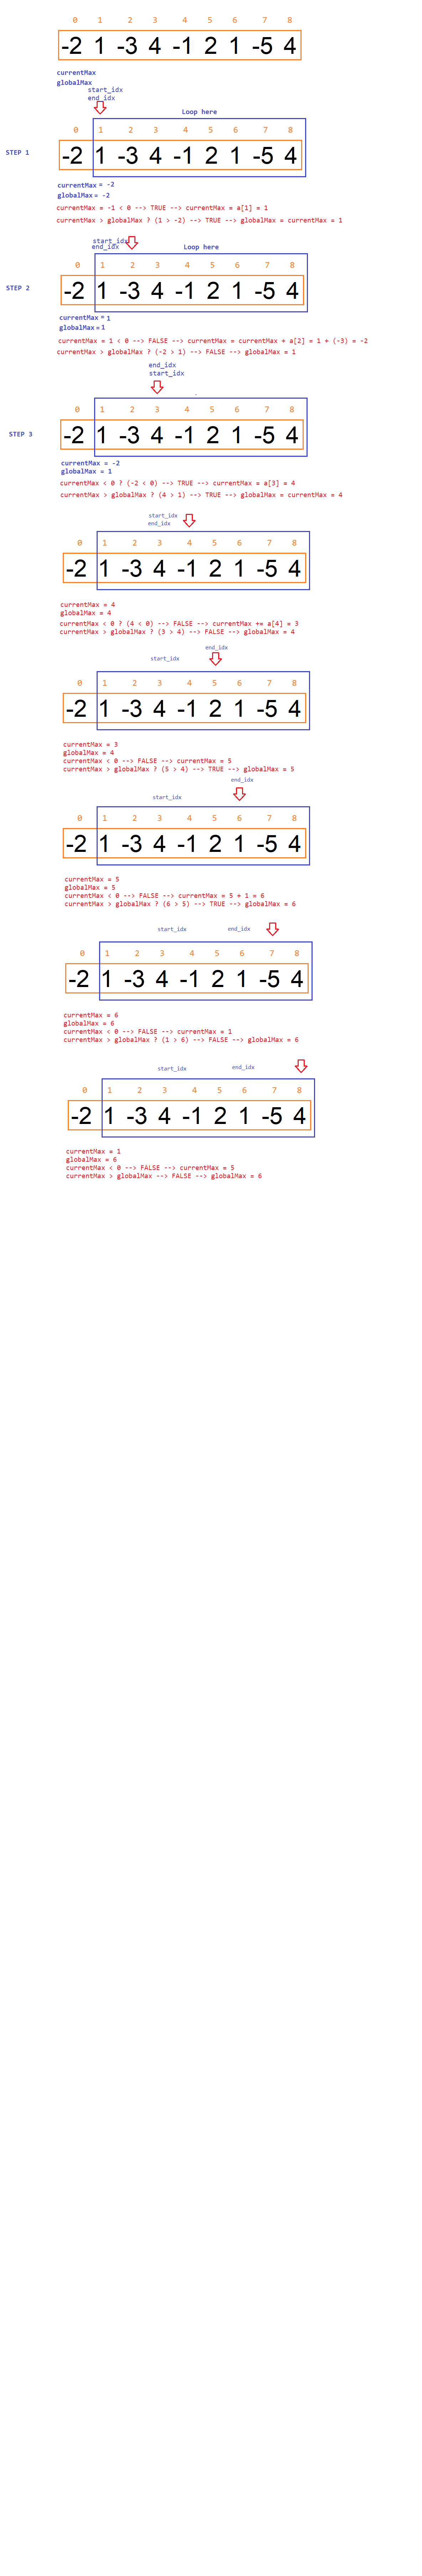 0 1 2 3 4 5 6 7 8
-2 1 -3 4 -1 2 1 -5 4
currentMax
globalMax
start_idx
end_idx
Loop here
0 1 2 3 4 5 6 7 8
STEP 1
-2 1 -3 4 -1 2 1 -5 4
currentMax = -2
globalMax = -2
currentMax = -1 < 0 --> TRUE --> currentMax = a[1] = 1
currentMax > globalMax ? (1 > -2) --> TRUE --> globalMax = currentMax = 1
start_idx
end_idx
Loop here
0 1 2 3 4 5 6 7 8
STEP 2
-2 1 -3 4 -1 2 1 -5 4
currentMax = 1
globalMax = 1
currentMax = 1 < 0 --> FALSE --> currentMax = currentMax + a[2] = 1 + (-3) = -2
currentMax > globalMax ? (-2 > 1) --> FALSE --> globalMax = 1
end_idx
start_idx
0 1 2 3 4 5 6 7 8
STEP 3
-2 1 -3 4 -1 2 1 -5 4
currentMax = -2
globalMax = 1
currentMax < 0 ? (-2 < 0) --> TRUE --> currentMax = a[3] = 4
currentMax > globalMax ? (4 > 1) --> TRUE --> globalMax = currentMax = 4
start_idx
end_idx
0 1 2 3 4 5 6 7 8
-2 1 -3 4 -1 2 1 -5 4
currentMax = 4
globalMax = 4
currentMax < 0 ? (4 < 0) --> FALSE --> currentMax += a[4] = 3
currentMax > globalMax ? (3 > 4) --> FALSE --> globalMax = 4
end_idx
start_idx
0 1 2 3 4 5 6 7 8
-2 1 -3 4 -1 2 1 -5 4
currentMax = 3
globalMax = 4
currentMax < 0 --> FALSE --> currentMax = 5
currentMax > globalMax ? (5 > 4) --> TRUE --> globalMax = 5
end_idx
start_idx
0 1 2 3 4 5 6 7 8
-2 1 -3 4 -1 2 1 -5 4
currentMax = 5
globalMax = 5
currentMax < 0 --> FALSE --> currentMax = 5 + 1 = 6
currentMax > globalMax ? (6 > 5) --> TRUE --> globalMax = 6
start_idx end_idx
0 1 2 3 4 5 6 7 8
-2 1 -3 4 -1 2 1 -5 4
currentMax = 6
globalMax = 6
currentMax < 0 --> FALSE --> currentMax = 1
currentMax > globalMax ? (1 > 6) --> FALSE --> globalMax = 6
start_idx end_idx
0 1 2 3 4 5 6 7 8
-2 1 -3 4 -1 2 1 -5 4
currentMax = 1
globalMax = 6
currentMax < 0 --> FALSE --> currentMax = 5
currentMax > globalMax --> FALSE --> globalMax = 6